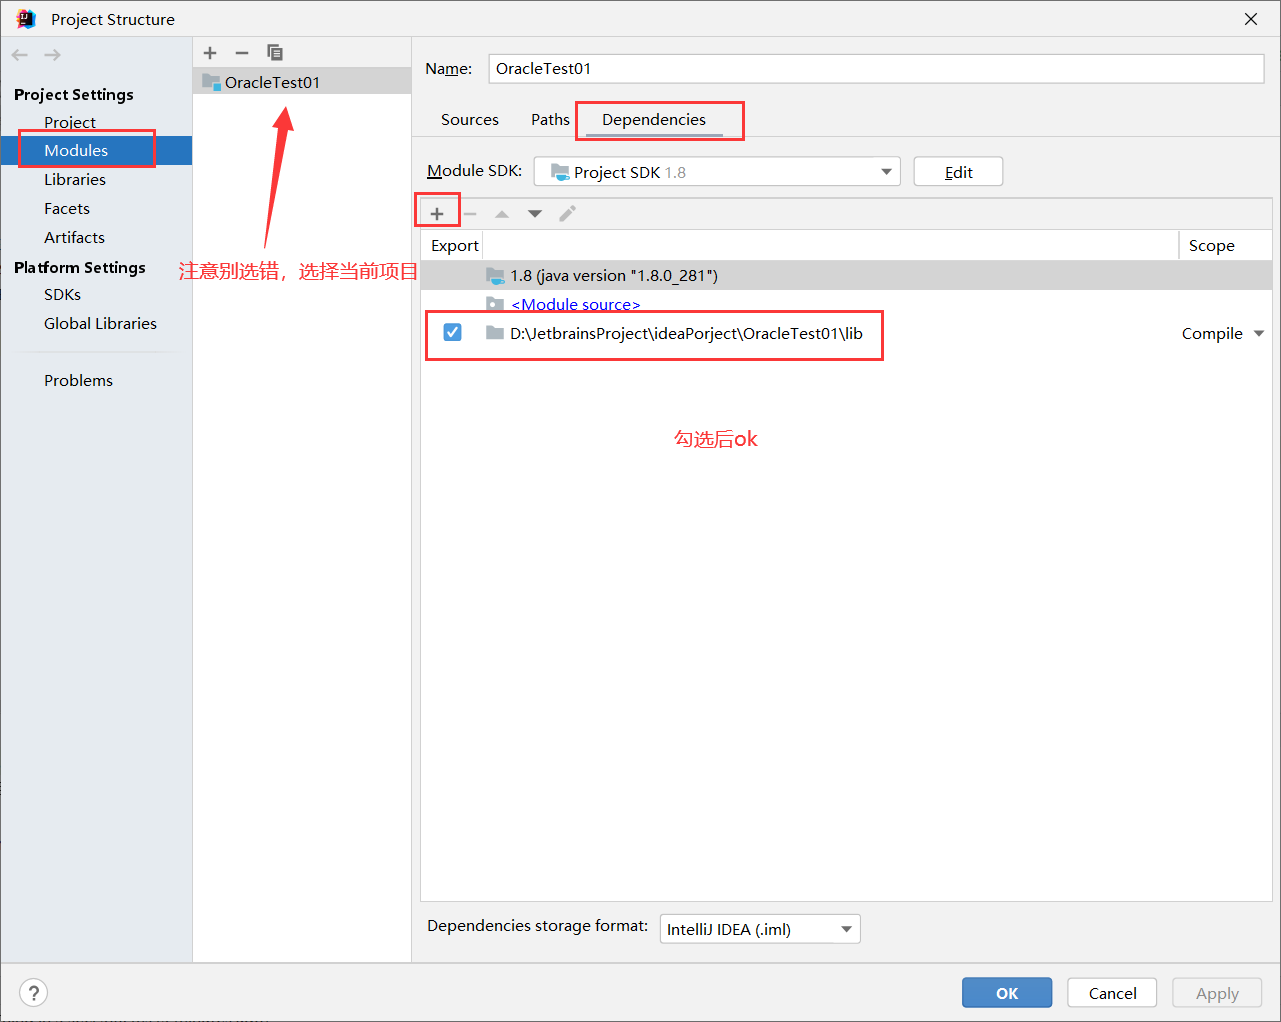 Project Structure
Project Settings
Project
Modules
Libraries
Facets
Artifacts
Platform Settings
SDKs
Global Libraries
Problems
OracleTest01
注意别选错，选择当前项目
Name: OracleTest01
Sources Paths Dependencies
Module SDK: Project SDK 1.8 Edit
Export Scope
1.8 (java version "1.8.0_281")
<Module source>
D:\JetbrainsProject\ideaPorject\OracleTest01\lib Compile
勾选后ok
Dependencies storage format: IntelliJ IDEA (.iml)
? OK Cancel Apply